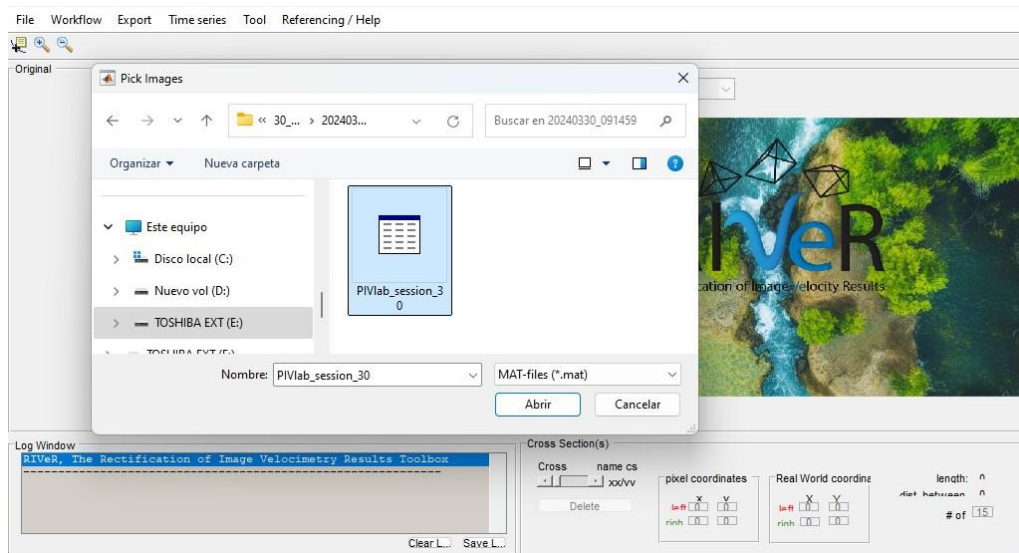 File Workflow Export Time series Tool Referencing / Help
Original
Pick Images
« 30_... › 202403...
Buscar en 20240330_091459
Organizar Nueva carpeta
Este equipo
Disco local (C:)
Nuevo vol (D:)
TOSHIBA EXT (E:)
PIVlab_session_3
0
Nombre: PIVlab_session_30
MAT-files (*.mat)
Abrir Cancelar
IVeR
cation of Image Velocity Results
Log Window
RIVeR, The Rectification of Image Velocimetry Results Toolbox
Clear L... Save L...
Cross Section(s)
Cross name cs
xx/vv
Delete
pixel coordinates
x y
left 0 0
righ 0 0
Real World coordina
X Y
left 0 0
righ 0 0
length: 0
# of 15